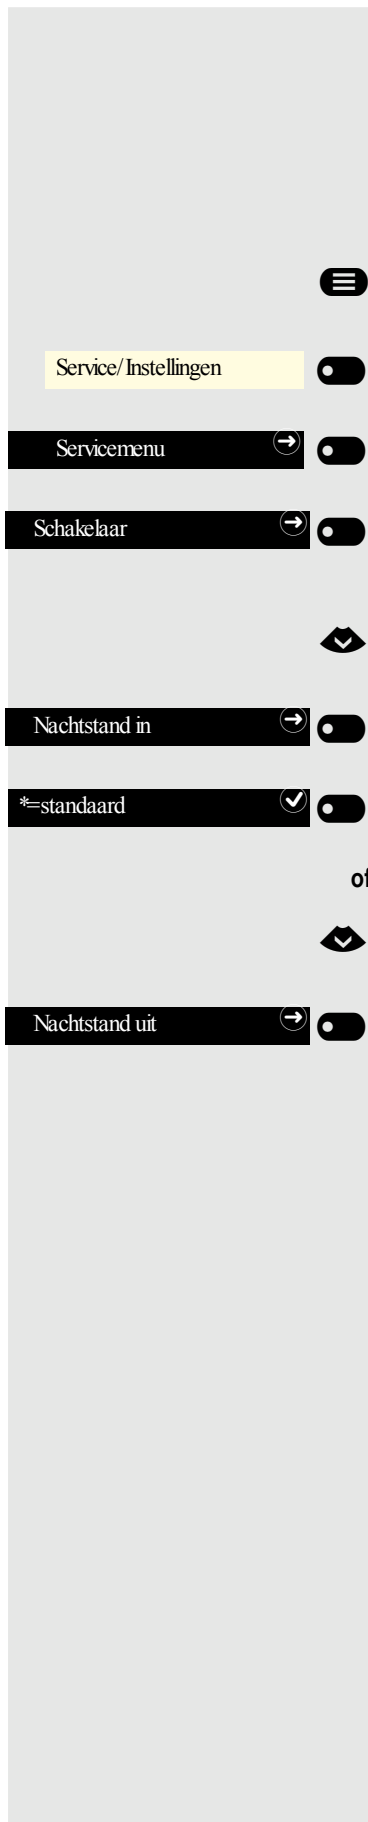 Service/Instellingen
Servicemenu
Schakelaar
Nachtstand in
*=standaard
of
Nachtstand uit